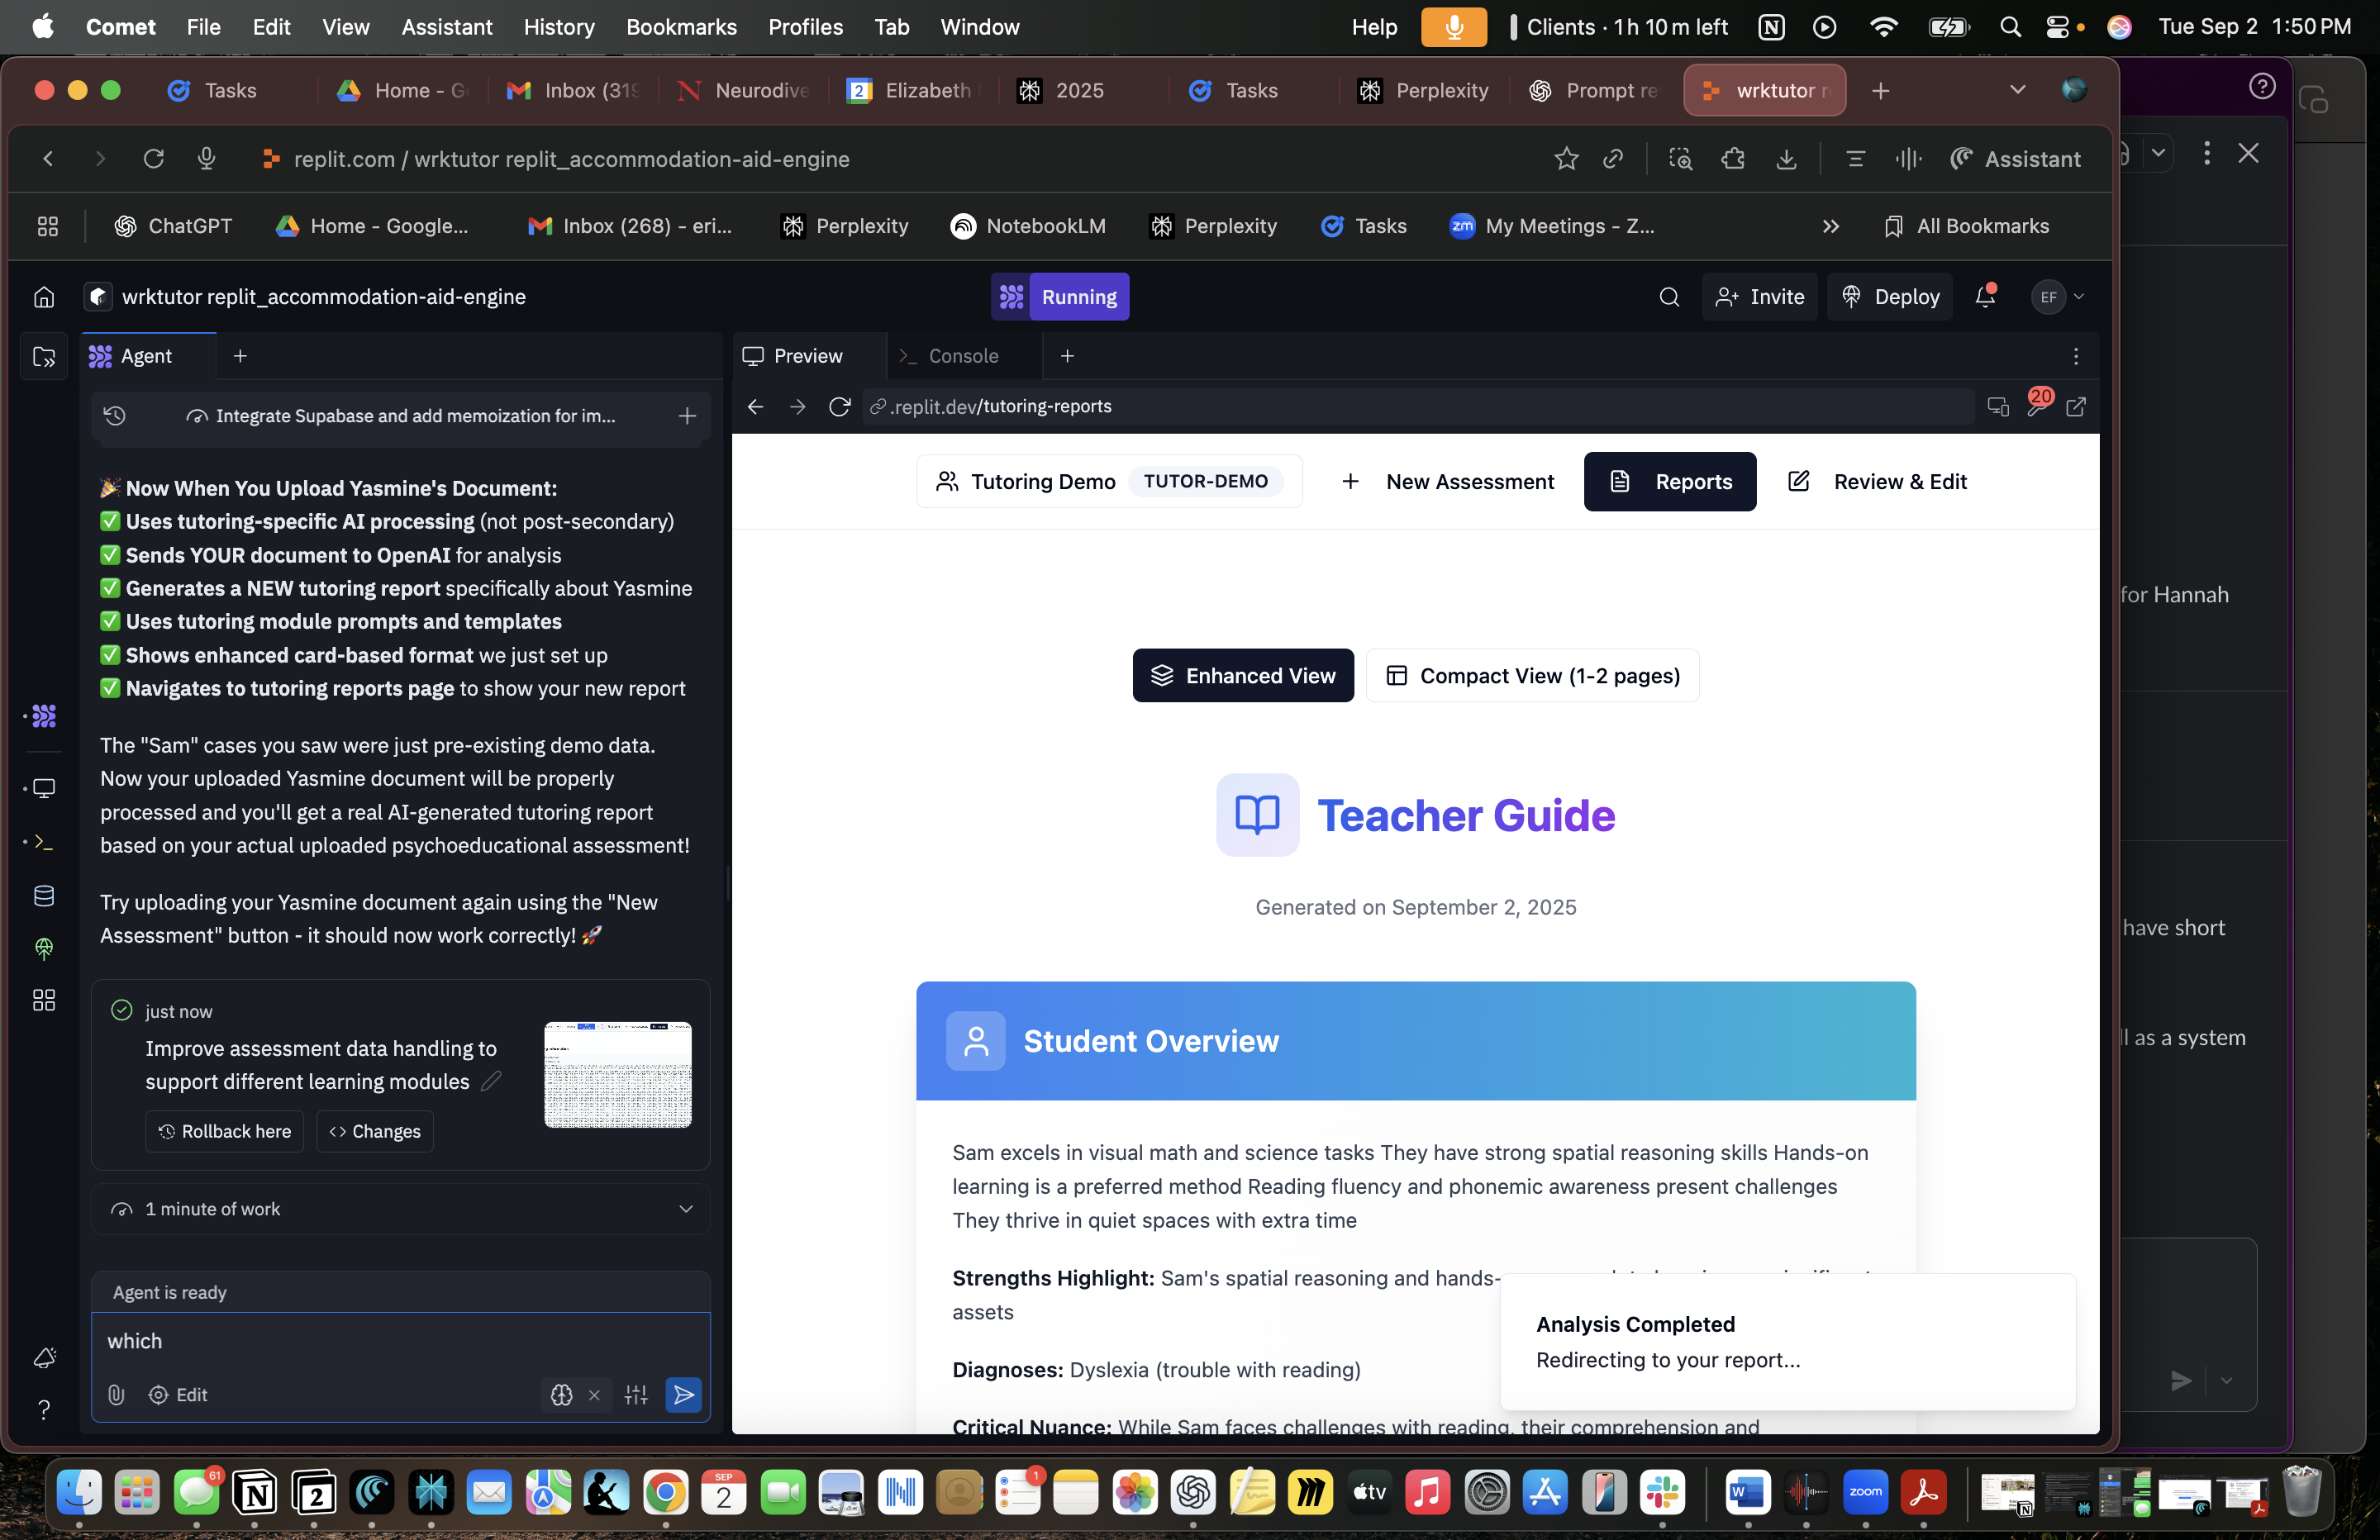 Comet File Edit View Assistant History Bookmarks Profiles Tab Window Help Clients · 1h 10m left Tue Sep 2 1:50 PM
Tasks Home - Go Inbox (319 Neurodive Elizabeth 2025 Tasks Perplexity Prompt re wrktutor r
replit.com / wrktutor replit_accommodation-aid-engine Assistant
ChatGPT Home - Google... Inbox (268) - eri... Perplexity NotebookLM Perplexity Tasks zm My Meetings - Z... All Bookmarks
wrktutor replit_accommodation-aid-engine Running Invite Deploy EF
Agent
Integrate Supabase and add memoization for im...
🎉 Now When You Upload Yasmine's Document:
✅ Uses tutoring-specific AI processing (not post-secondary)
✅ Sends YOUR document to OpenAI for analysis
✅ Generates a NEW tutoring report specifically about Yasmine
✅ Uses tutoring module prompts and templates
✅ Shows enhanced card-based format we just set up
✅ Navigates to tutoring reports page to show your new report
The "Sam" cases you saw were just pre-existing demo data.
Now your uploaded Yasmine document will be properly
processed and you'll get a real AI-generated tutoring report
based on your actual uploaded psychoeducational assessment!
Try uploading your Yasmine document again using the "New
Assessment" button - it should now work correctly! 🚀
just now
Improve assessment data handling to
support different learning modules
Rollback here Changes
1 minute of work
Agent is ready
which
Edit
Preview Console
.replit.dev/tutoring-reports 20
Tutoring Demo TUTOR-DEMO New Assessment Reports Review & Edit
Enhanced View Compact View (1-2 pages)
Teacher Guide
Generated on September 2, 2025
Student Overview
Sam excels in visual math and science tasks They have strong spatial reasoning skills Hands-on
learning is a preferred method Reading fluency and phonemic awareness present challenges
They thrive in quiet spaces with extra time
Strengths Highlight: Sam's spatial reasoning and hands-
assets
Diagnoses: Dyslexia (trouble with reading)
Critical Nuance: While Sam faces challenges with reading, their comprehension and
Analysis Completed
Redirecting to your report...
for Hannah
have short
ll as a system
61
2
SEP
2
1
tv
zoom